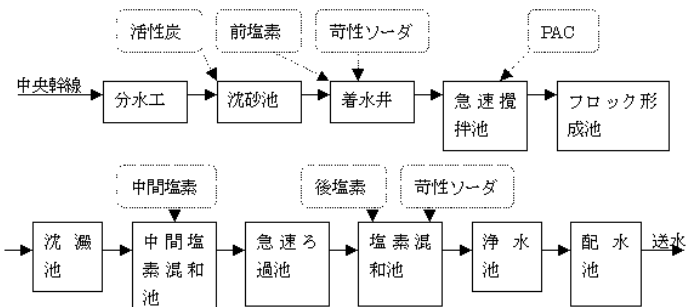 活性炭
前塩素
苛性ソーダ
PAC
中央幹線
分水工
沈砂池
着水井
急速攪
拌池
フロック形
成池
中間塩素
後塩素
苛性ソーダ
沈澱
池
中間塩
素混和
池
急速ろ
過池
塩素混
和池
浄水
池
配水
池
送水